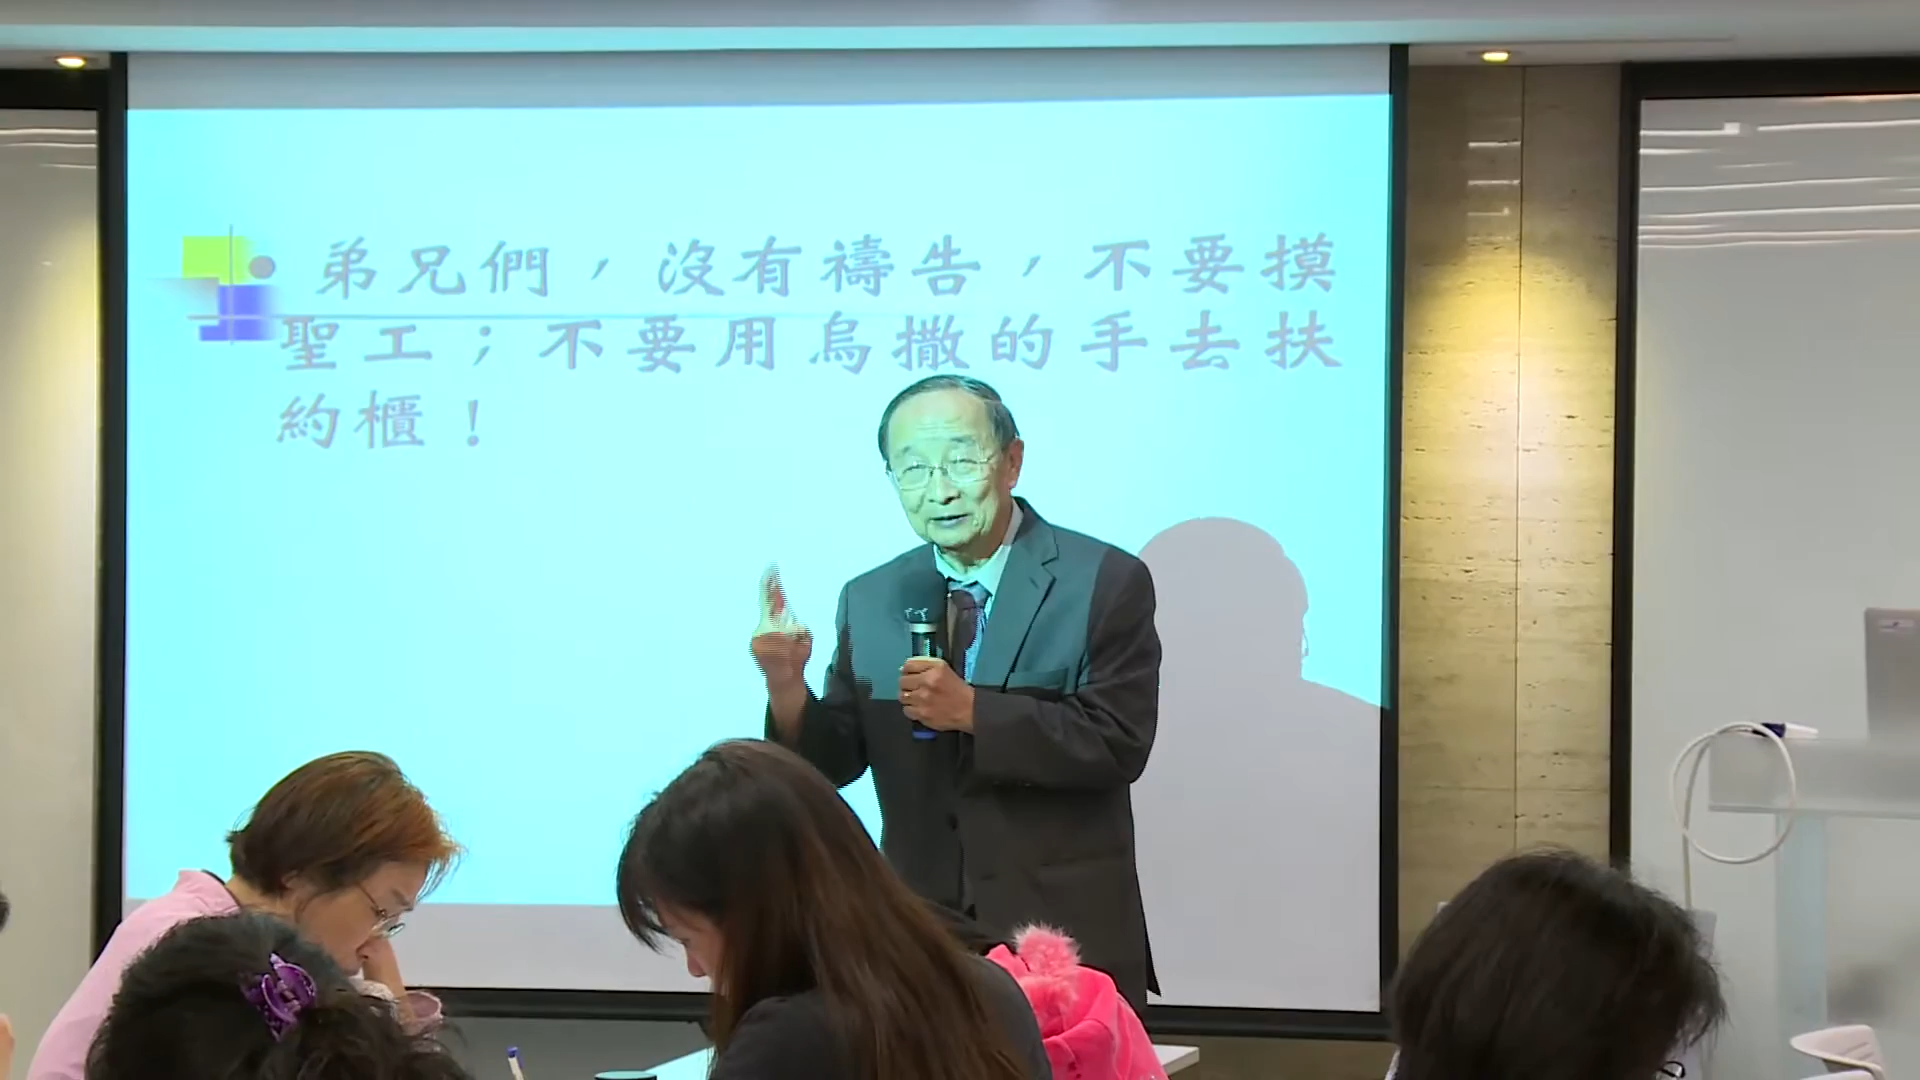 弟兄們，沒有禱告，不要摸
聖工；不要用烏撒的手去扶
約櫃！